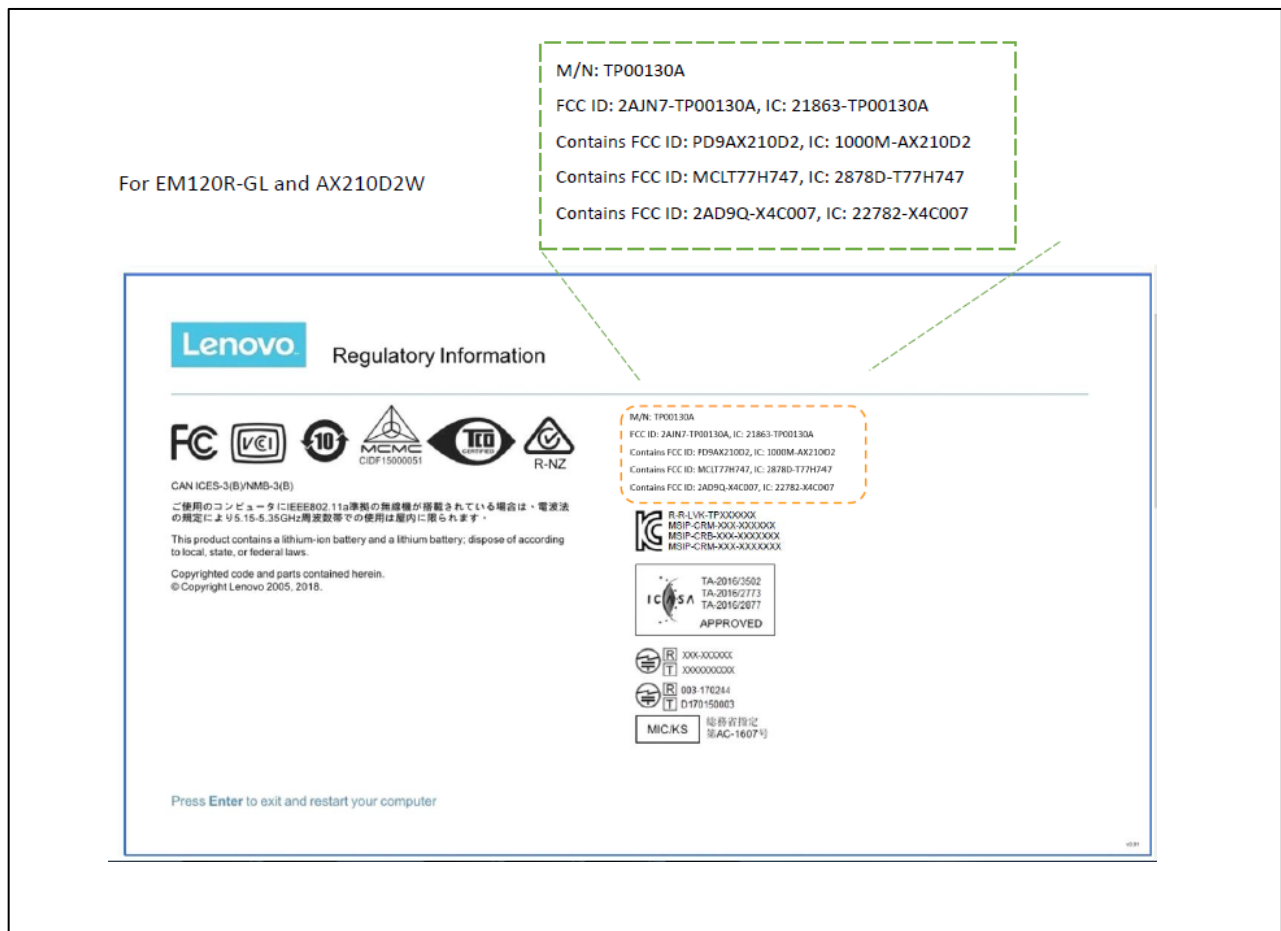 M/N: TP00130A
FCC ID: 2AJN7-TP00130A, IC: 21863-TP00130A
Contains FCC ID: PD9AX210D2, IC: 1000M-AX210D2
Contains FCC ID: MCLT77H747, IC: 2878D-T77H747
Contains FCC ID: 2AD9Q-X4C007, IC: 22782-X4C007
For EM120R-GL and AX210D2W
Lenovo
Regulatory Information
FC
VCI
10
MCMC
CIDF15000051
TCO
CERTIFIED
R-NZ
CAN ICES-3(B)/NMB-3(B)
ご使用のコンピュータにIEEE802.11a準拠の無線機が搭載されている場合は・電波法
の規定により5.15-5.35GHz周波数帯での使用は屋内に限られます・
This product contains a lithium-ion battery and a lithium battery; dispose of according
to local, state, or federal laws.
Copyrighted code and parts contained herein.
© Copyright Lenovo 2005, 2018.
M/N: TP00130A
FCC ID: 2AJN7-TP00130A, IC: 21863-TP00130A
Contains FCC ID: PD9AX210D2, IC: 1000M-AX210D2
Contains FCC ID: MCLT77H747, IC: 2878D-T77H747
Contains FCC ID: 2AD9Q-X4C007, IC: 22782-X4C007
R-R-LVK-TPXXXXXX
MSIP-CRM-XXX-XXXXXX
MSIP-CRB-XXX-XXXXXXX
MSIP-CRM-XXX-XXXXXXX
ICASA
TA-2016/3502
TA-2016/2773
TA-2016/2077
APPROVED
R XXX-XXXXXX
T XXXXXXXXXX
R 003-170244
T D170150003
MIC/KS
総務省指定
第AC-1607号
Press Enter to exit and restart your computer